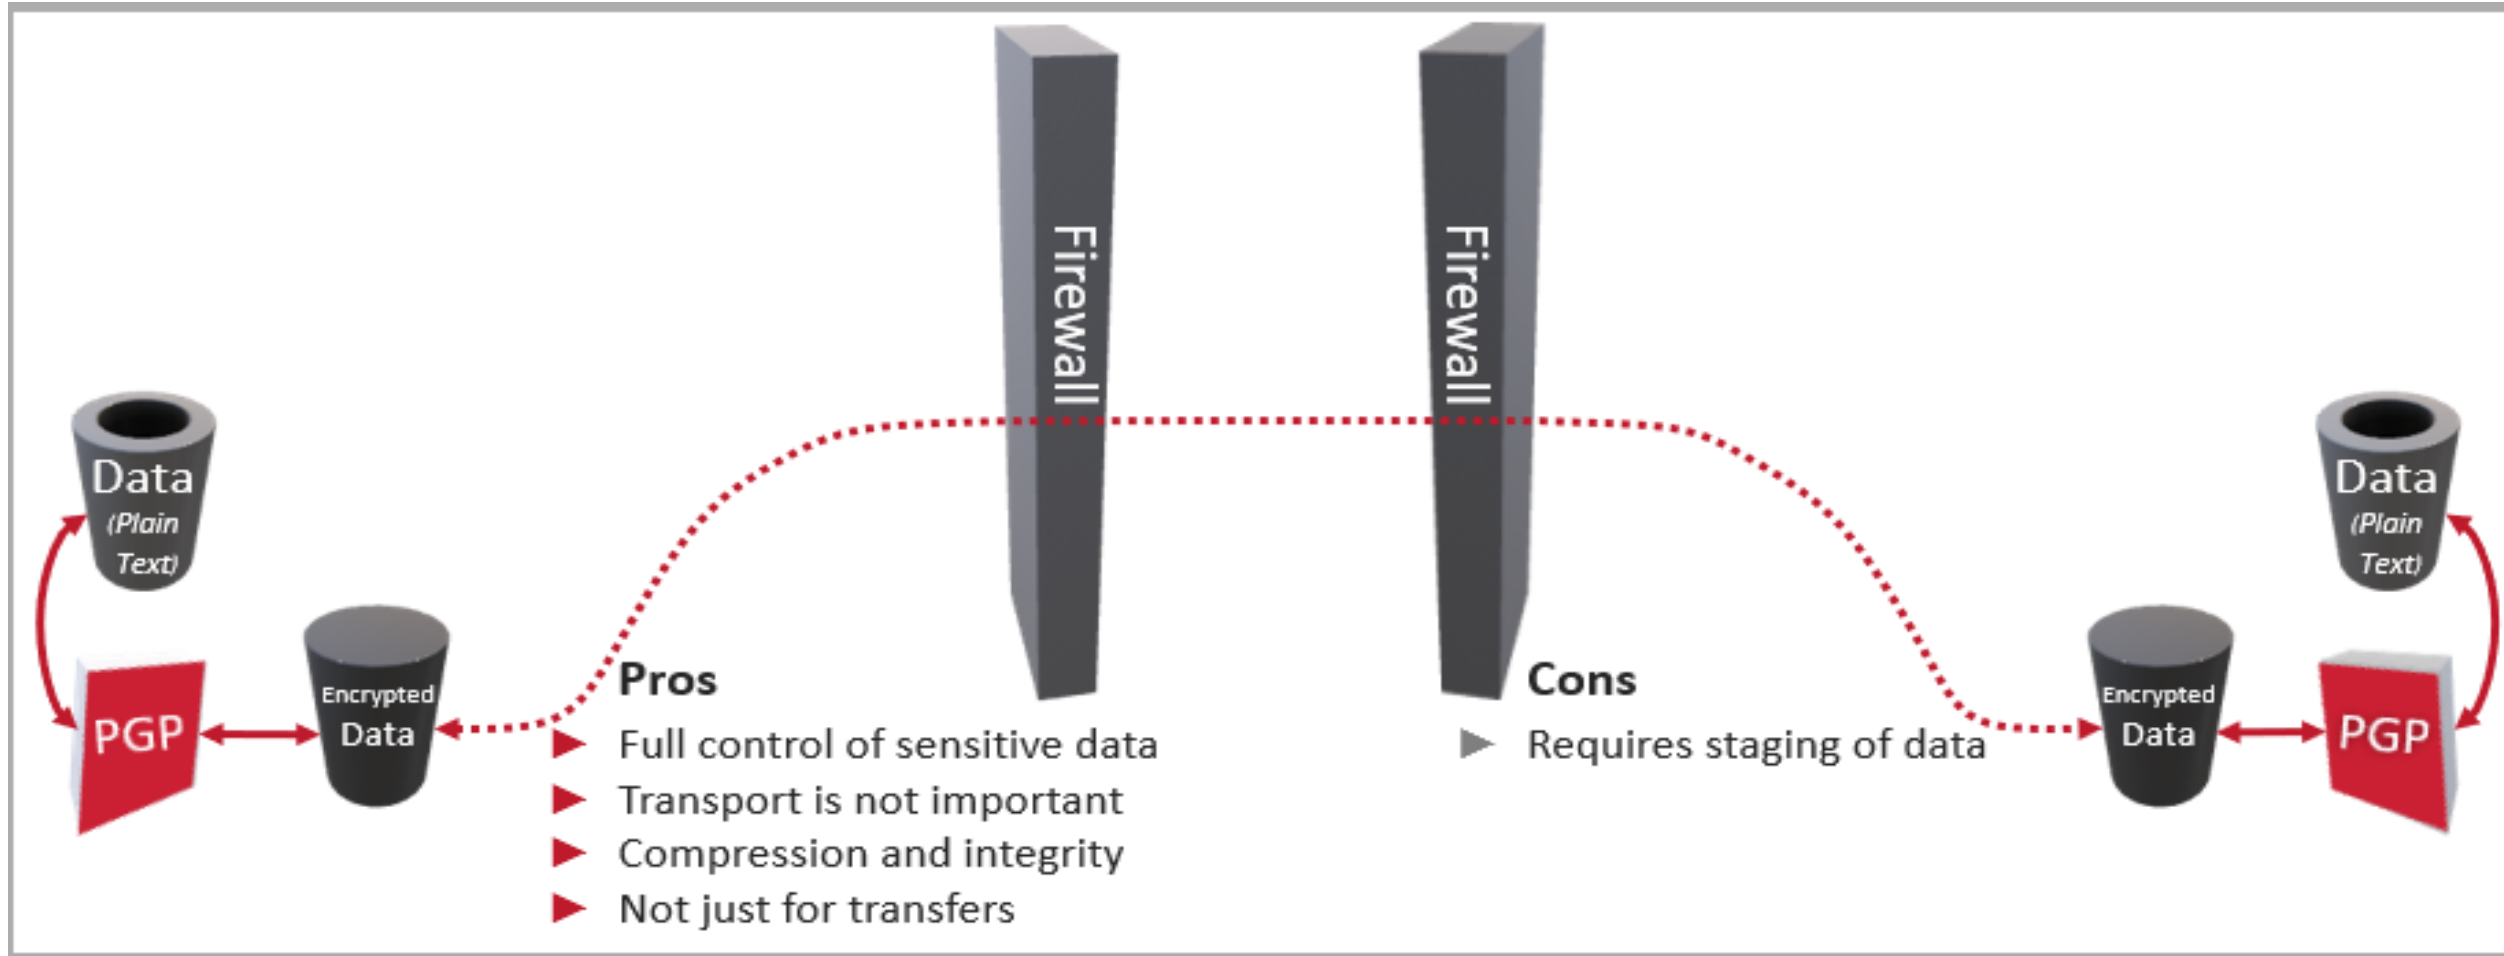 Firewall
Firewall
Data
(Plain
Text)
Data
(Plain
Text)
PGP
Encrypted
Data
Pros
Full control of sensitive data
Transport is not important
Compression and integrity
Not just for transfers
Cons
Requires staging of data
Encrypted
Data
PGP